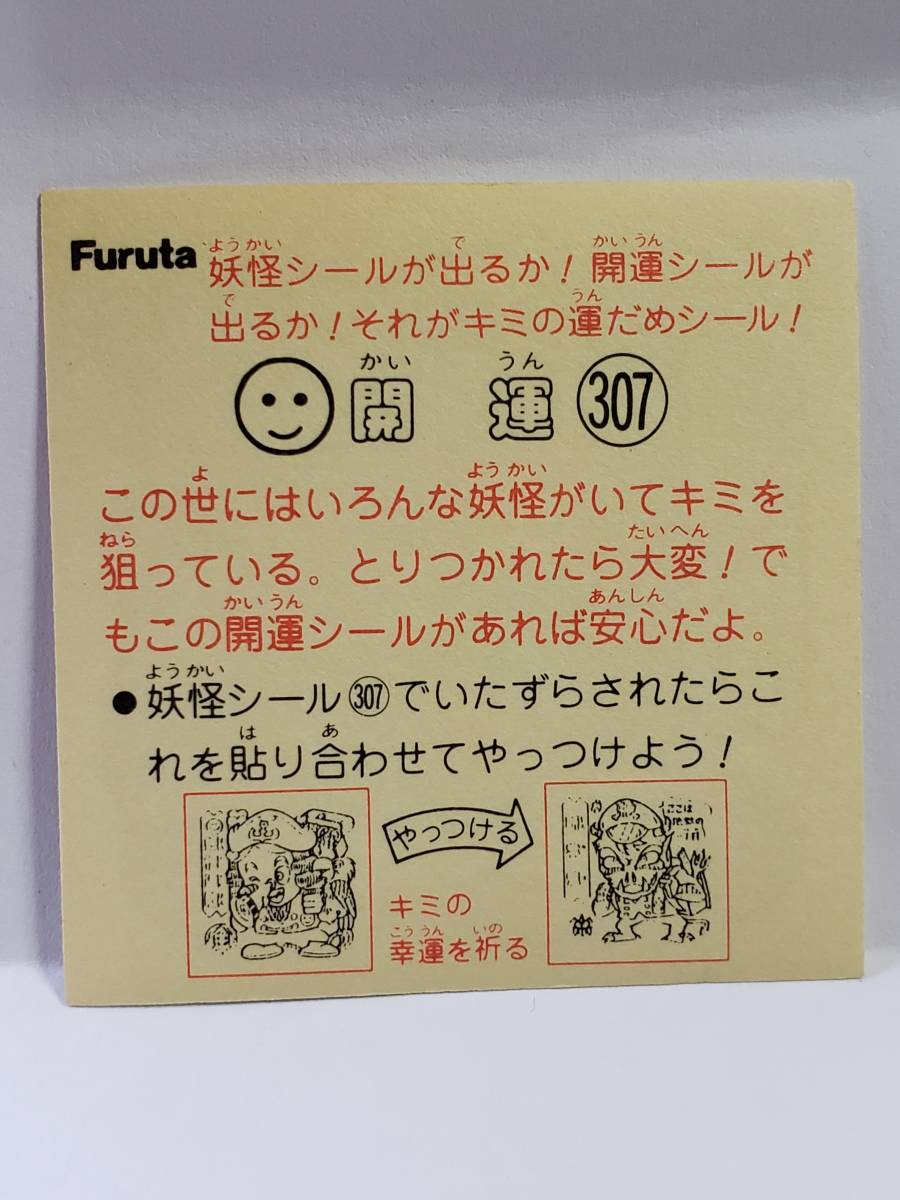 Furuta 妖怪シールが出るか！開運シールが
出るか！それがキミの運だめシール！
開 運 307
この世にはいろんな妖怪がいてキミを
狙っている。とりつかれたら大変！で
もこの開運シールがあれば安心だよ。
●妖怪シール307でいたずらされたらこ
れを貼り合わせてやっつけよう！
やっつける
キミの
幸運を祈る
ここは